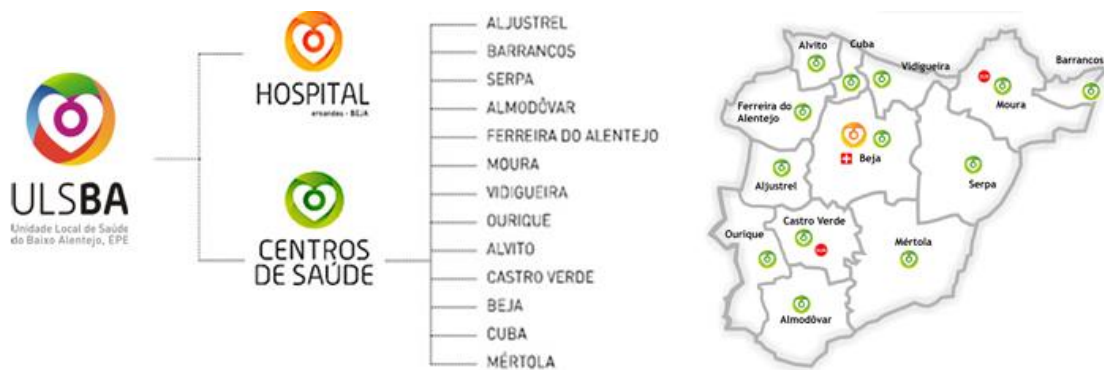 ULSBA
Unidade Local de Saúde
do Baixo Alentejo, EPE
HOSPITAL
BEJA
CENTROS
DE SAÚDE
ALJUSTREL
BARRANCOS
SERPA
ALMODÔVAR
FERREIRA DO ALENTEJO
MOURA
VIDIGUEIRA
OURIQUE
ALVITO
CASTRO VERDE
BEJA
CUBA
MÉRTOLA
Alvito
Cuba
Vidigueira
Barrancos
Moura
Ferreira do
Alentejo
Beja
Aljustrel
Serpa
Castro Verde
Ourique
Mértola
Almodôvar